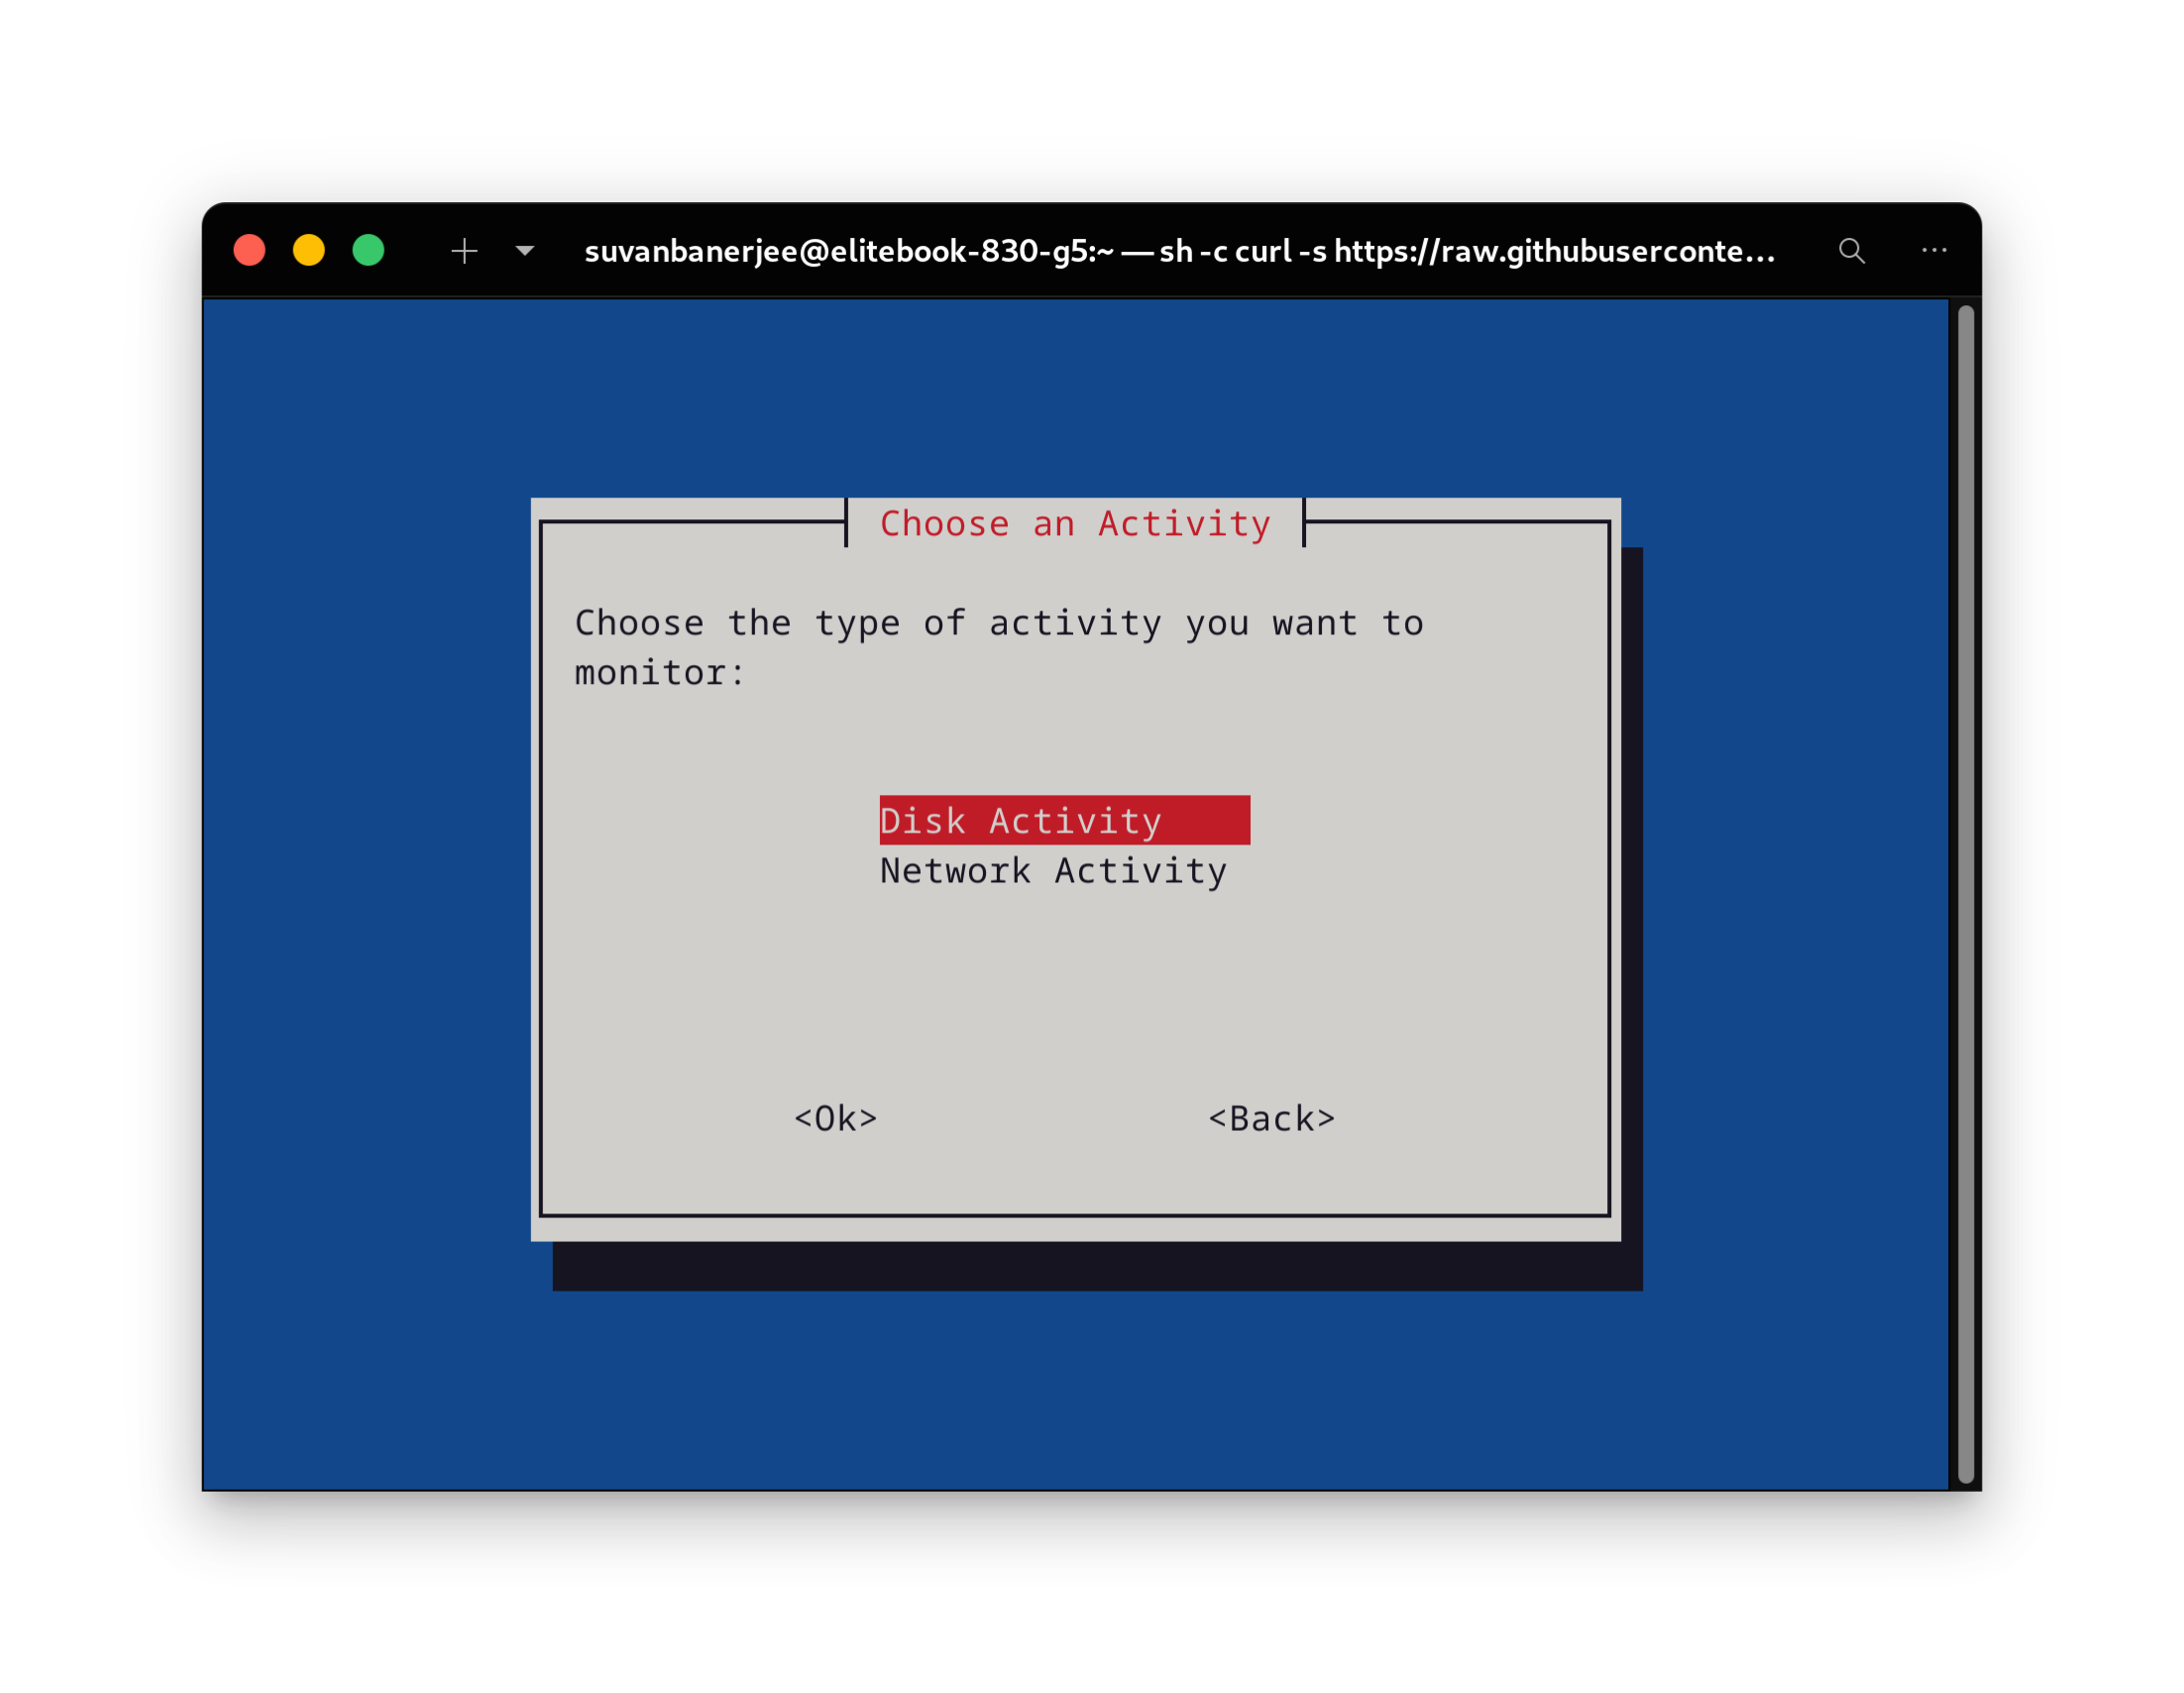 suvanbanerjee@elitebook-830-g5:~ — sh -c curl -s https://raw.githubuserconte…
Choose an Activity
Choose the type of activity you want to
monitor:
Disk Activity
Network Activity
<Ok> <Back>